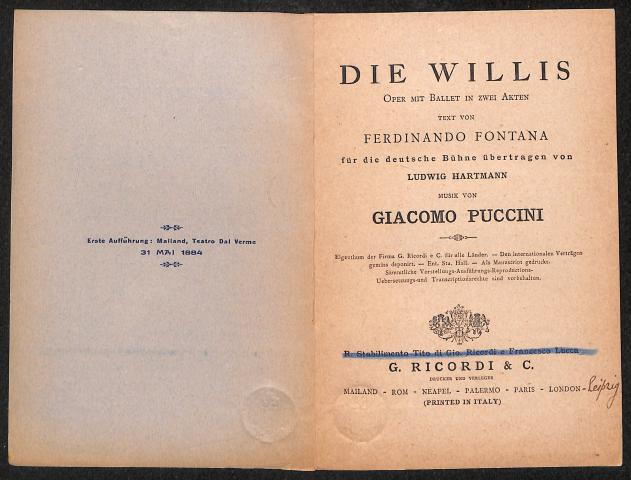 Erste Aufführung: Mailand, Teatro Dal Verme
31 MAI 1884
DIE WILLIS
OPER MIT BALLET IN ZWEI AKTEN
TEXT VON
FERDINANDO FONTANA
für die deutsche Bühne übertragen von
LUDWIG HARTMANN
MUSIK VON
GIACOMO PUCCINI
Eigenthum der Firma G. Ricordi e C. für alle Länder. — Den internationalen Verträgen
gemäss deponirt. — Ent. Sta. Hall. — Als Manuscript gedruckt.
Sämmtliche Vorstellungs-Aufführungs-Reproductions-
Uebersetzungs-und Transcriptionsrechte sind vorbehalten.
R. Stabilimento Tito di Gio. Ricordi e Francesco Lucca
G. RICORDI & C.
DRUCKER UND VERLEGER
MAILAND - ROM - NEAPEL - PALERMO - PARIS - LONDON - Leipzig
(PRINTED IN ITALY)